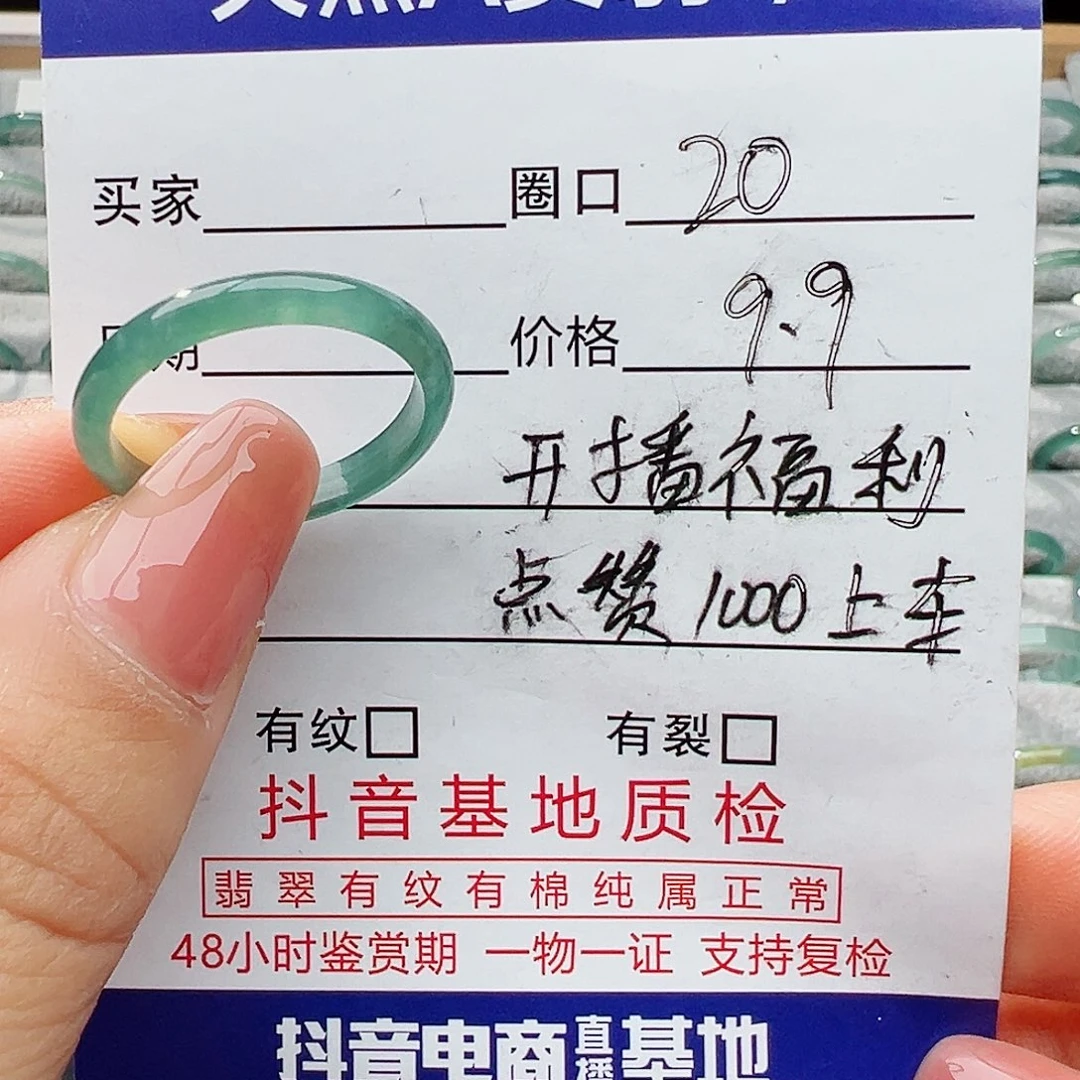 买家 圈口 20
期 价格 9.9
开播福利
点赞1000上车
有纹 有裂
抖音基地质检
翡翠有纹有棉纯属正常
48小时鉴赏期 一物一证 支持复检
抖音电商直播基地